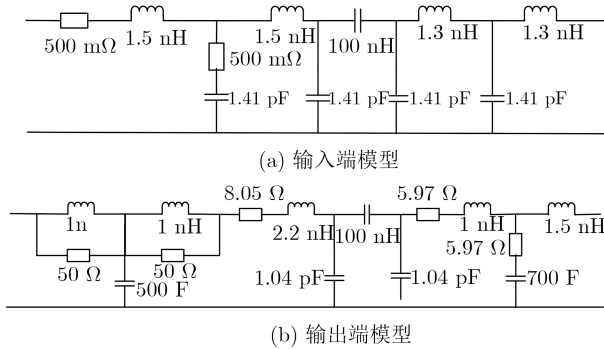 500 mΩ
1.5 nH
1.5 nH
500 mΩ
100 nH
1.3 nH
1.3 nH
1.41 pF
1.41 pF
1.41 pF
1.41 pF
(a) 输入端模型
1n
1 nH
8.05 Ω
2.2 nH
100 nH
5.97 Ω
1 nH
5.97 Ω
1.5 nH
50 Ω
50 Ω
500 F
1.04 pF
1.04 pF
700 F
(b) 输出端模型